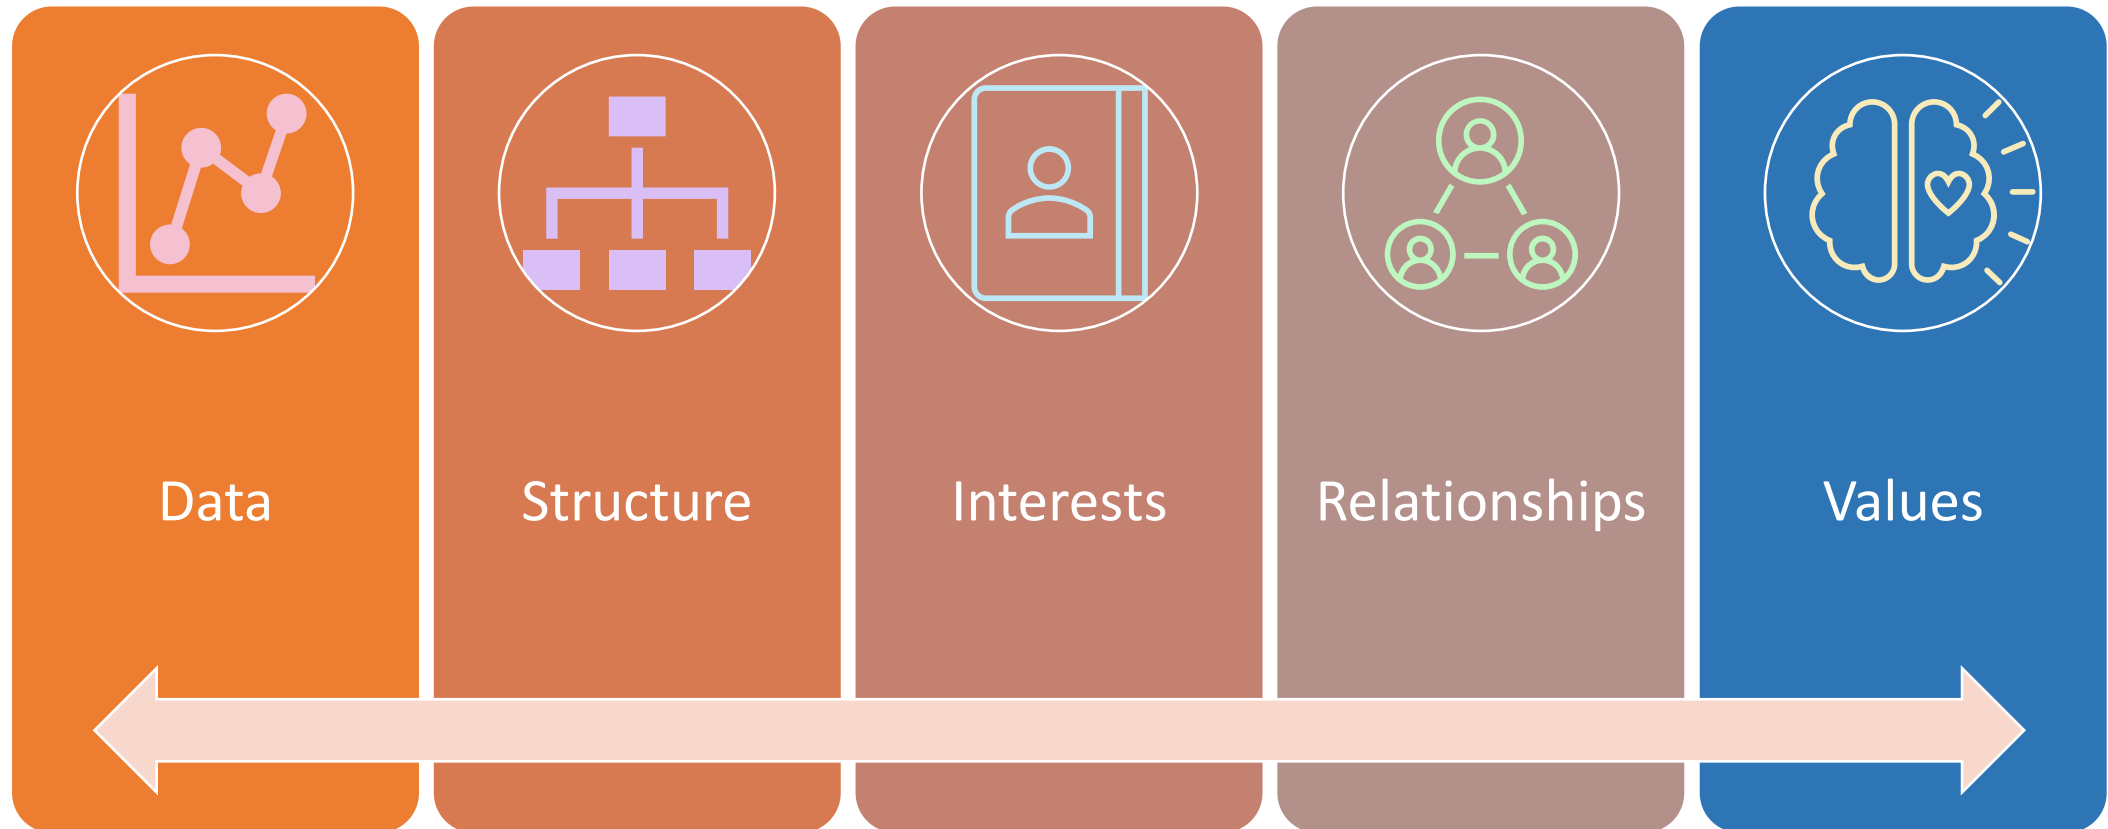 Data
Structure
Interests
Relationships
Values